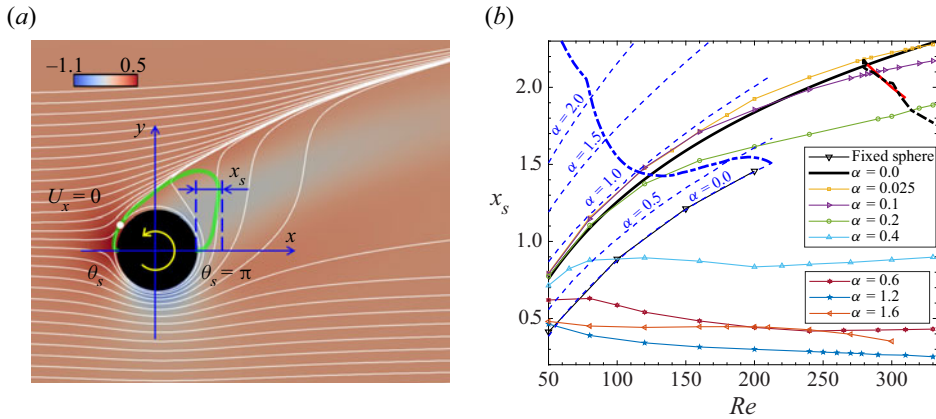 (a)
−1.1 0.5
y
U_x = 0
x_s
x
θ_s
θ_s = π
(b)
2.0
1.5
1.0
0.5
x_s
50 100 150 200 250 300
Re
α = 2.0
α = 1.5
α = 1.0
α = 0.5
α = 0.0
Fixed sphere
α = 0.0
α = 0.025
α = 0.1
α = 0.2
α = 0.4
α = 0.6
α = 1.2
α = 1.6